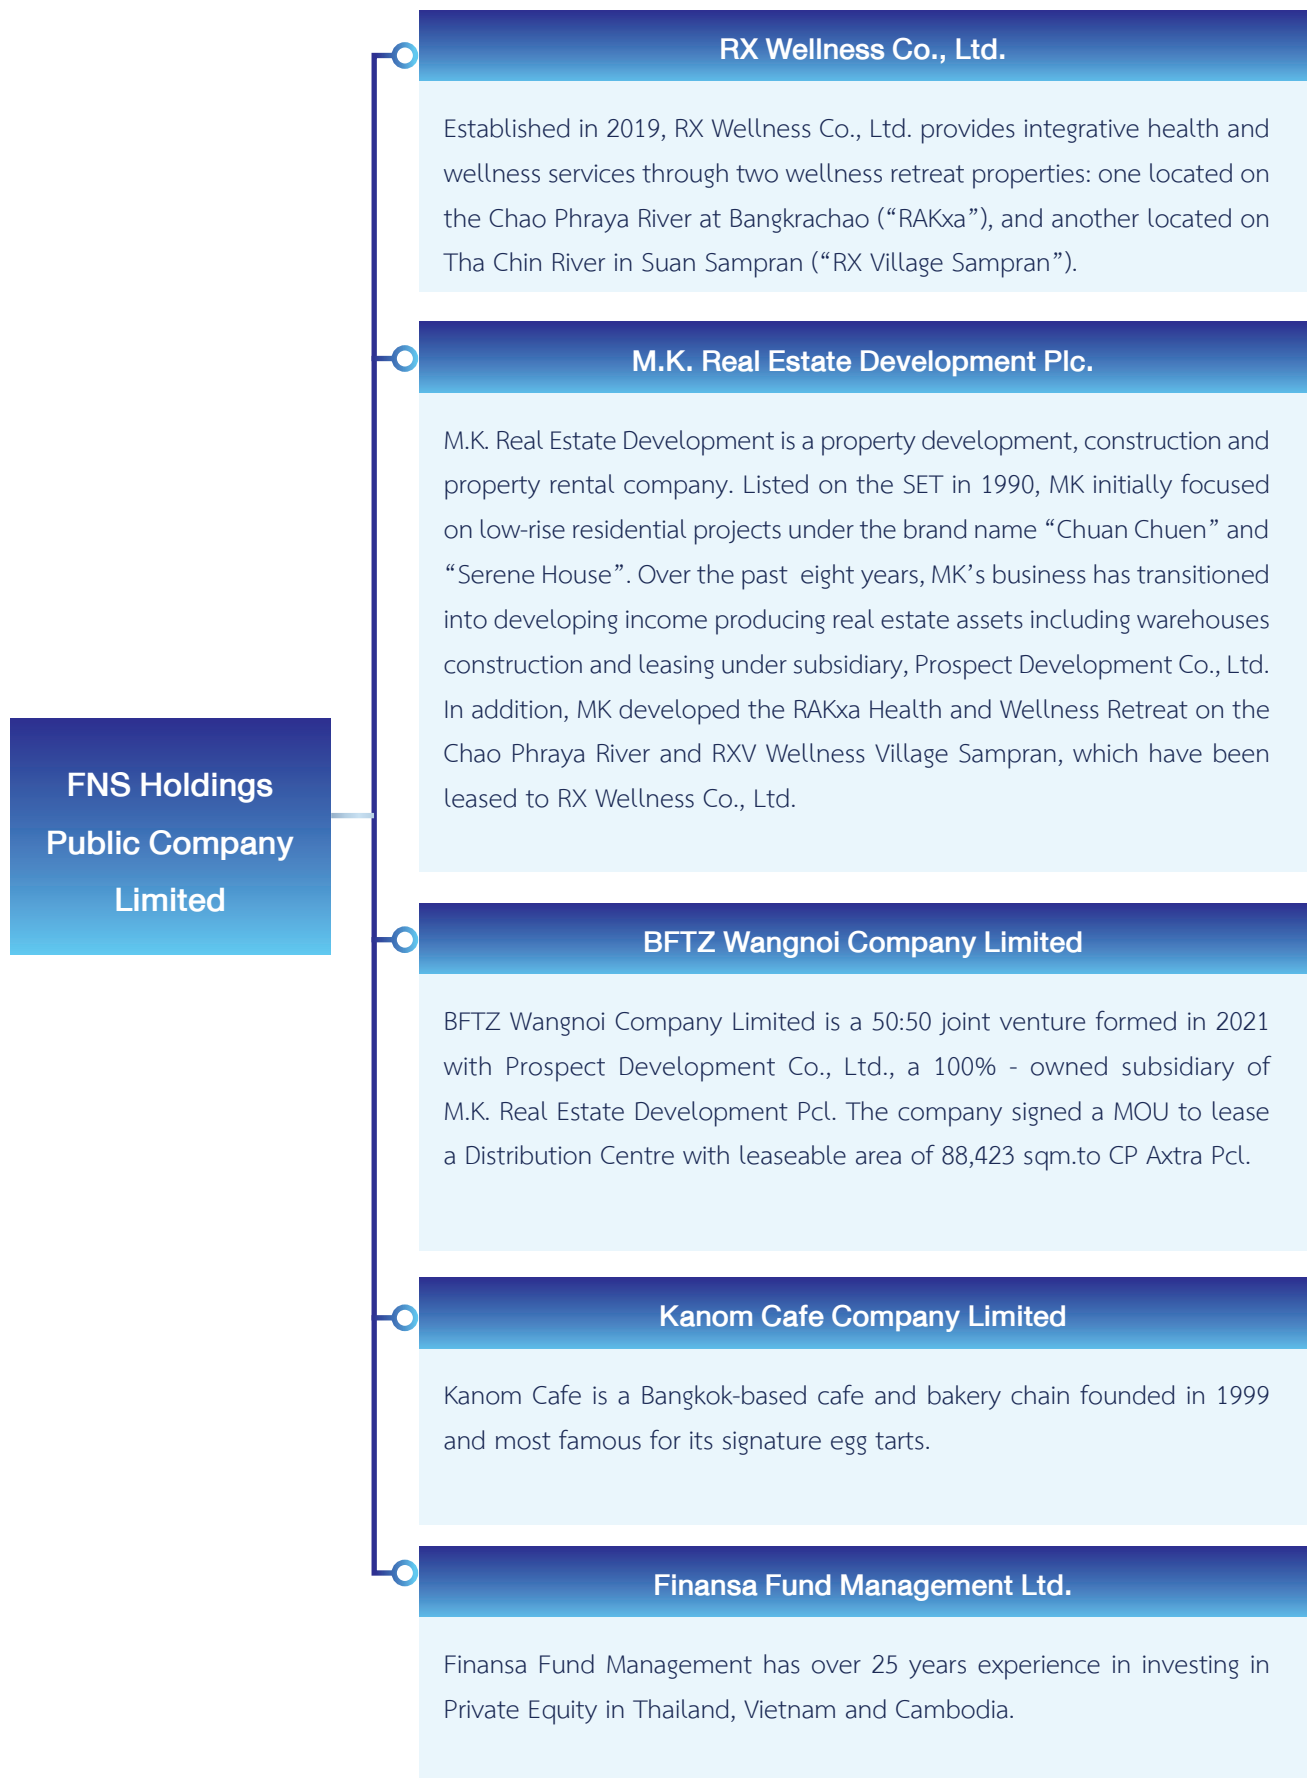 RX Wellness Co., Ltd.
Established in 2019, RX Wellness Co., Ltd. provides integrative health and
wellness services through two wellness retreat properties: one located on
the Chao Phraya River at Bangkrachao (“RAKxa”), and another located on
Tha Chin River in Suan Sampran (“RX Village Sampran”).
M.K. Real Estate Development Plc.
M.K. Real Estate Development is a property development, construction and
property rental company. Listed on the SET in 1990, MK initially focused
on low-rise residential projects under the brand name “Chuan Chuen” and
“Serene House”. Over the past eight years, MK’s business has transitioned
into developing income producing real estate assets including warehouses
construction and leasing under subsidiary, Prospect Development Co., Ltd.
In addition, MK developed the RAKxa Health and Wellness Retreat on the
Chao Phraya River and RXV Wellness Village Sampran, which have been
leased to RX Wellness Co., Ltd.
FNS Holdings
Public Company
Limited
BFTZ Wangnoi Company Limited
BFTZ Wangnoi Company Limited is a 50:50 joint venture formed in 2021
with Prospect Development Co., Ltd., a 100% - owned subsidiary of
M.K. Real Estate Development Pcl. The company signed a MOU to lease
a Distribution Centre with leaseable area of 88,423 sqm.to CP Axtra Pcl.
Kanom Cafe Company Limited
Kanom Cafe is a Bangkok-based cafe and bakery chain founded in 1999
and most famous for its signature egg tarts.
Finansa Fund Management Ltd.
Finansa Fund Management has over 25 years experience in investing in
Private Equity in Thailand, Vietnam and Cambodia.